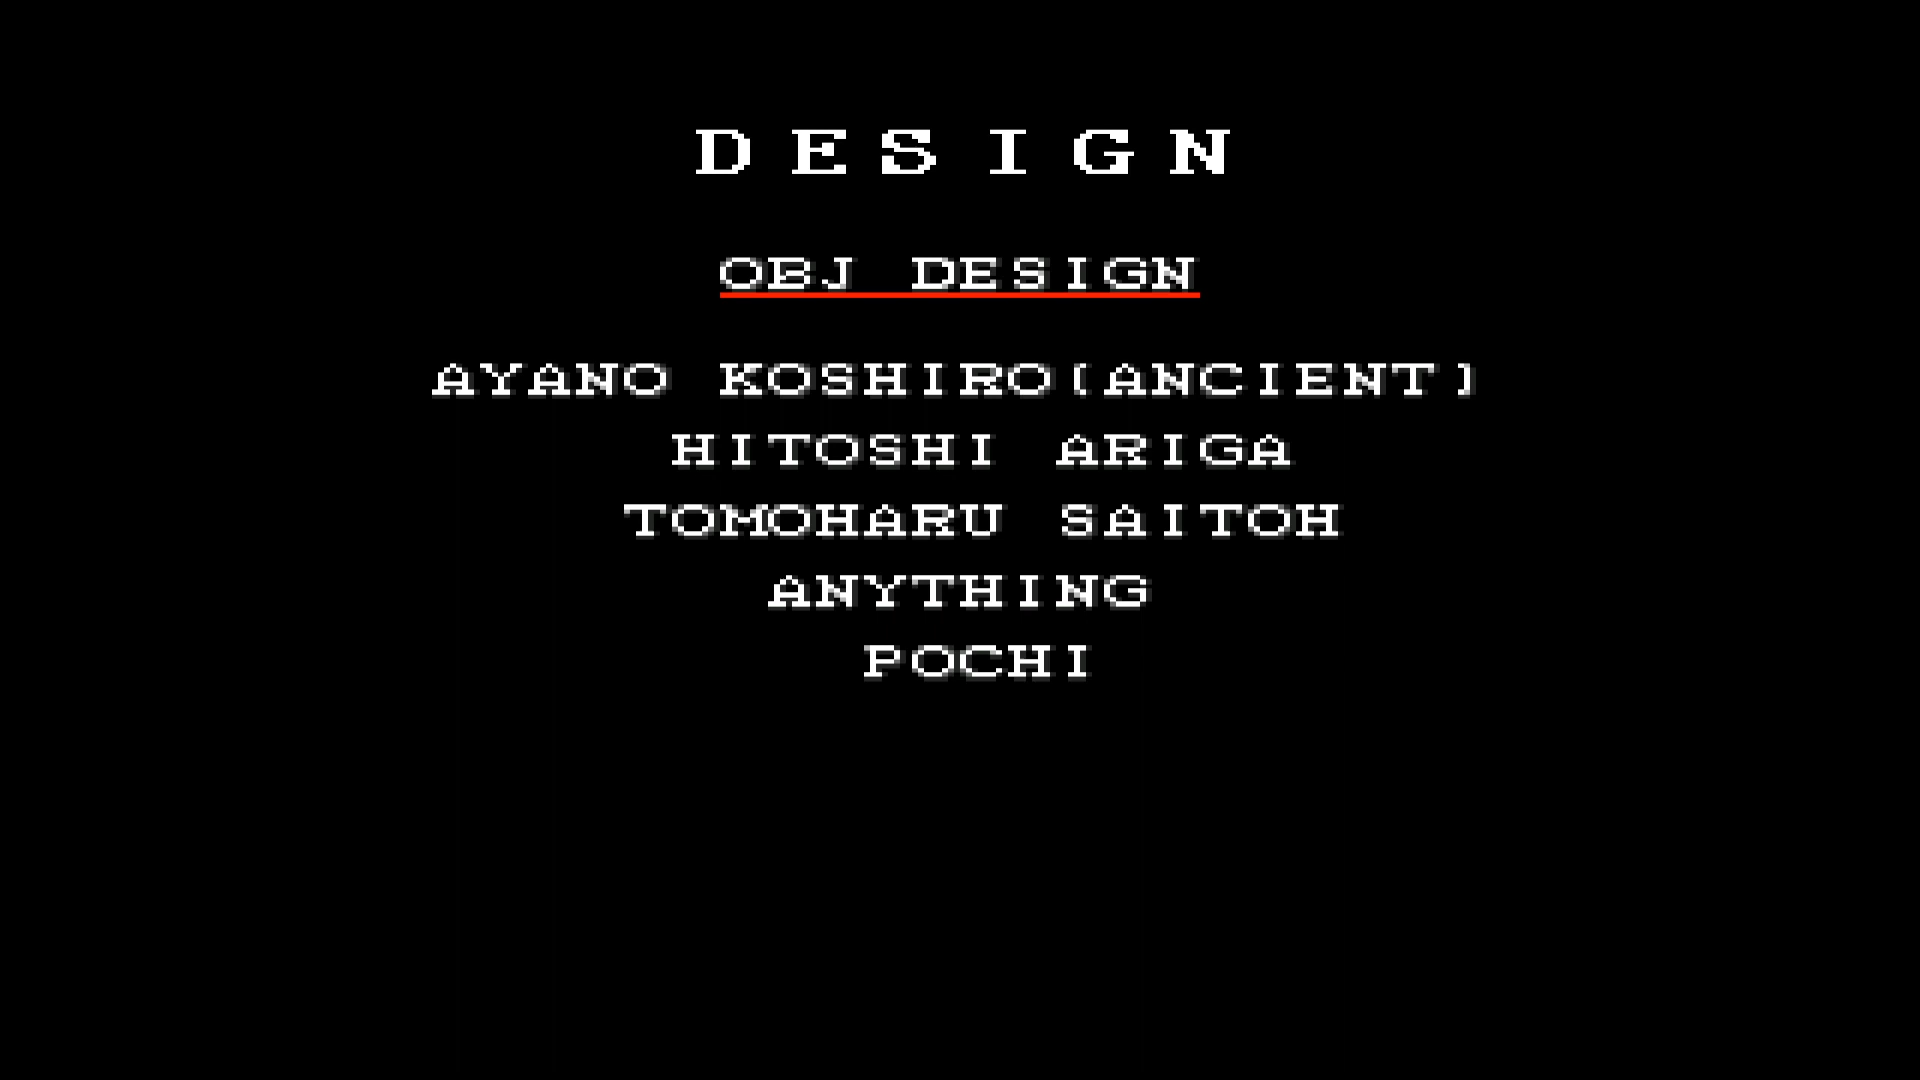 DESIGN
OBJ DESIGN
AYANO KOSHIRO(ANCIENT)
HITOSHI ARIGA
TOMOHARU SAITOH
ANYTHING
POCHI